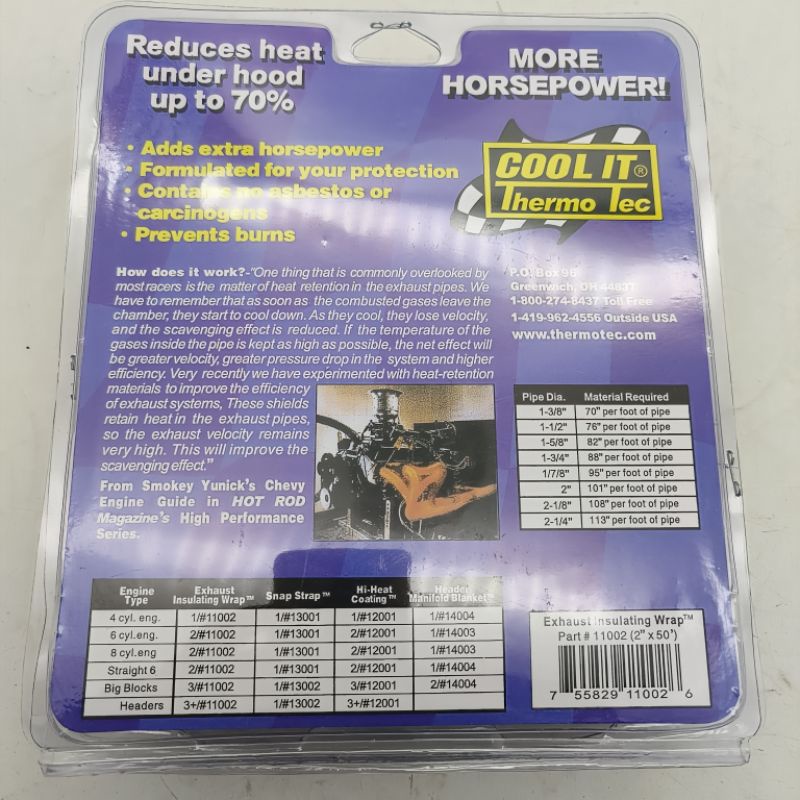 Reduces heat
under hood
up to 70%
MORE
HORSEPOWER!
• Adds extra horsepower
• Formulated for your protection
• Contains no asbestos or
carcinogens
• Prevents burns
COOL IT®
Thermo Tec
How does it work?-"One thing that is commonly overlooked by
most racers is the matter of heat retention in the exhaust pipes. We
have to remember that as soon as the combusted gases leave the
chamber, they start to cool down. As they cool, they lose velocity,
and the scavenging effect is reduced. If the temperature of the
gases inside the pipe is kept as high as possible, the net effect will
be greater velocity, greater pressure drop in the system and higher
efficiency. Very recently we have experimented with heat-retention
materials to improve the efficiency
of exhaust systems, These shields
retain heat in the exhaust pipes,
so the exhaust velocity remains
very high. This will improve the
scavenging effect."
From Smokey Yunick's Chevy
Engine Guide in HOT ROD
Magazine's High Performance
Series.
P.O. Box 96
Greenwich, OH 44837
1-800-274-8437 Toll Free
1-419-962-4556 Outside USA
www.thermotec.com
Pipe Dia. Material Required
1-3/8" 70" per foot of pipe
1-1/2" 76" per foot of pipe
1-5/8" 82" per foot of pipe
1-3/4" 88" per foot of pipe
1/7/8" 95" per foot of pipe
2" 101" per foot of pipe
2-1/8" 108" per foot of pipe
2-1/4" 113" per foot of pipe
Engine Type Exhaust Insulating Wrap™ Snap Strap™ Hi-Heat Coating™ Header Manifold Blanket™
4 cyl. eng. 1/#11002 1/#13001 1/#12001 1/#14004
6 cyl.eng. 2/#11002 1/#13001 2/#12001 1/#14003
8 cyl.eng 2/#11002 1/#13001 2/#12001 1/#14003
Straight 6 2/#11002 1/#13001 2/#12001 1/#14004
Big Blocks 3/#11002 1/#13002 3/#12001 2/#14004
Headers 3+/#11002 1/#13002 3+/#12001
Exhaust Insulating Wrap™
Part # 11002 (2" x 50')
7 55829 11002 6